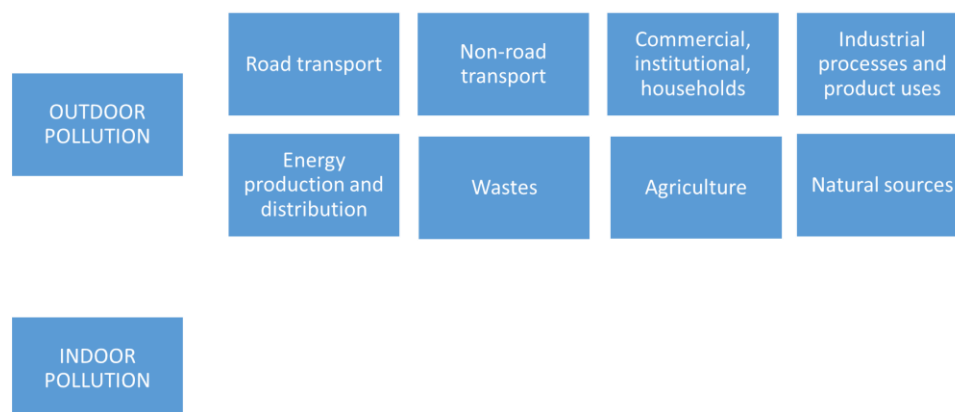 OUTDOOR
POLLUTION
Road transport
Non-road
transport
Commercial,
institutional,
households
Industrial
processes and
product uses
Energy
production and
distribution
Wastes
Agriculture
Natural sources
INDOOR
POLLUTION